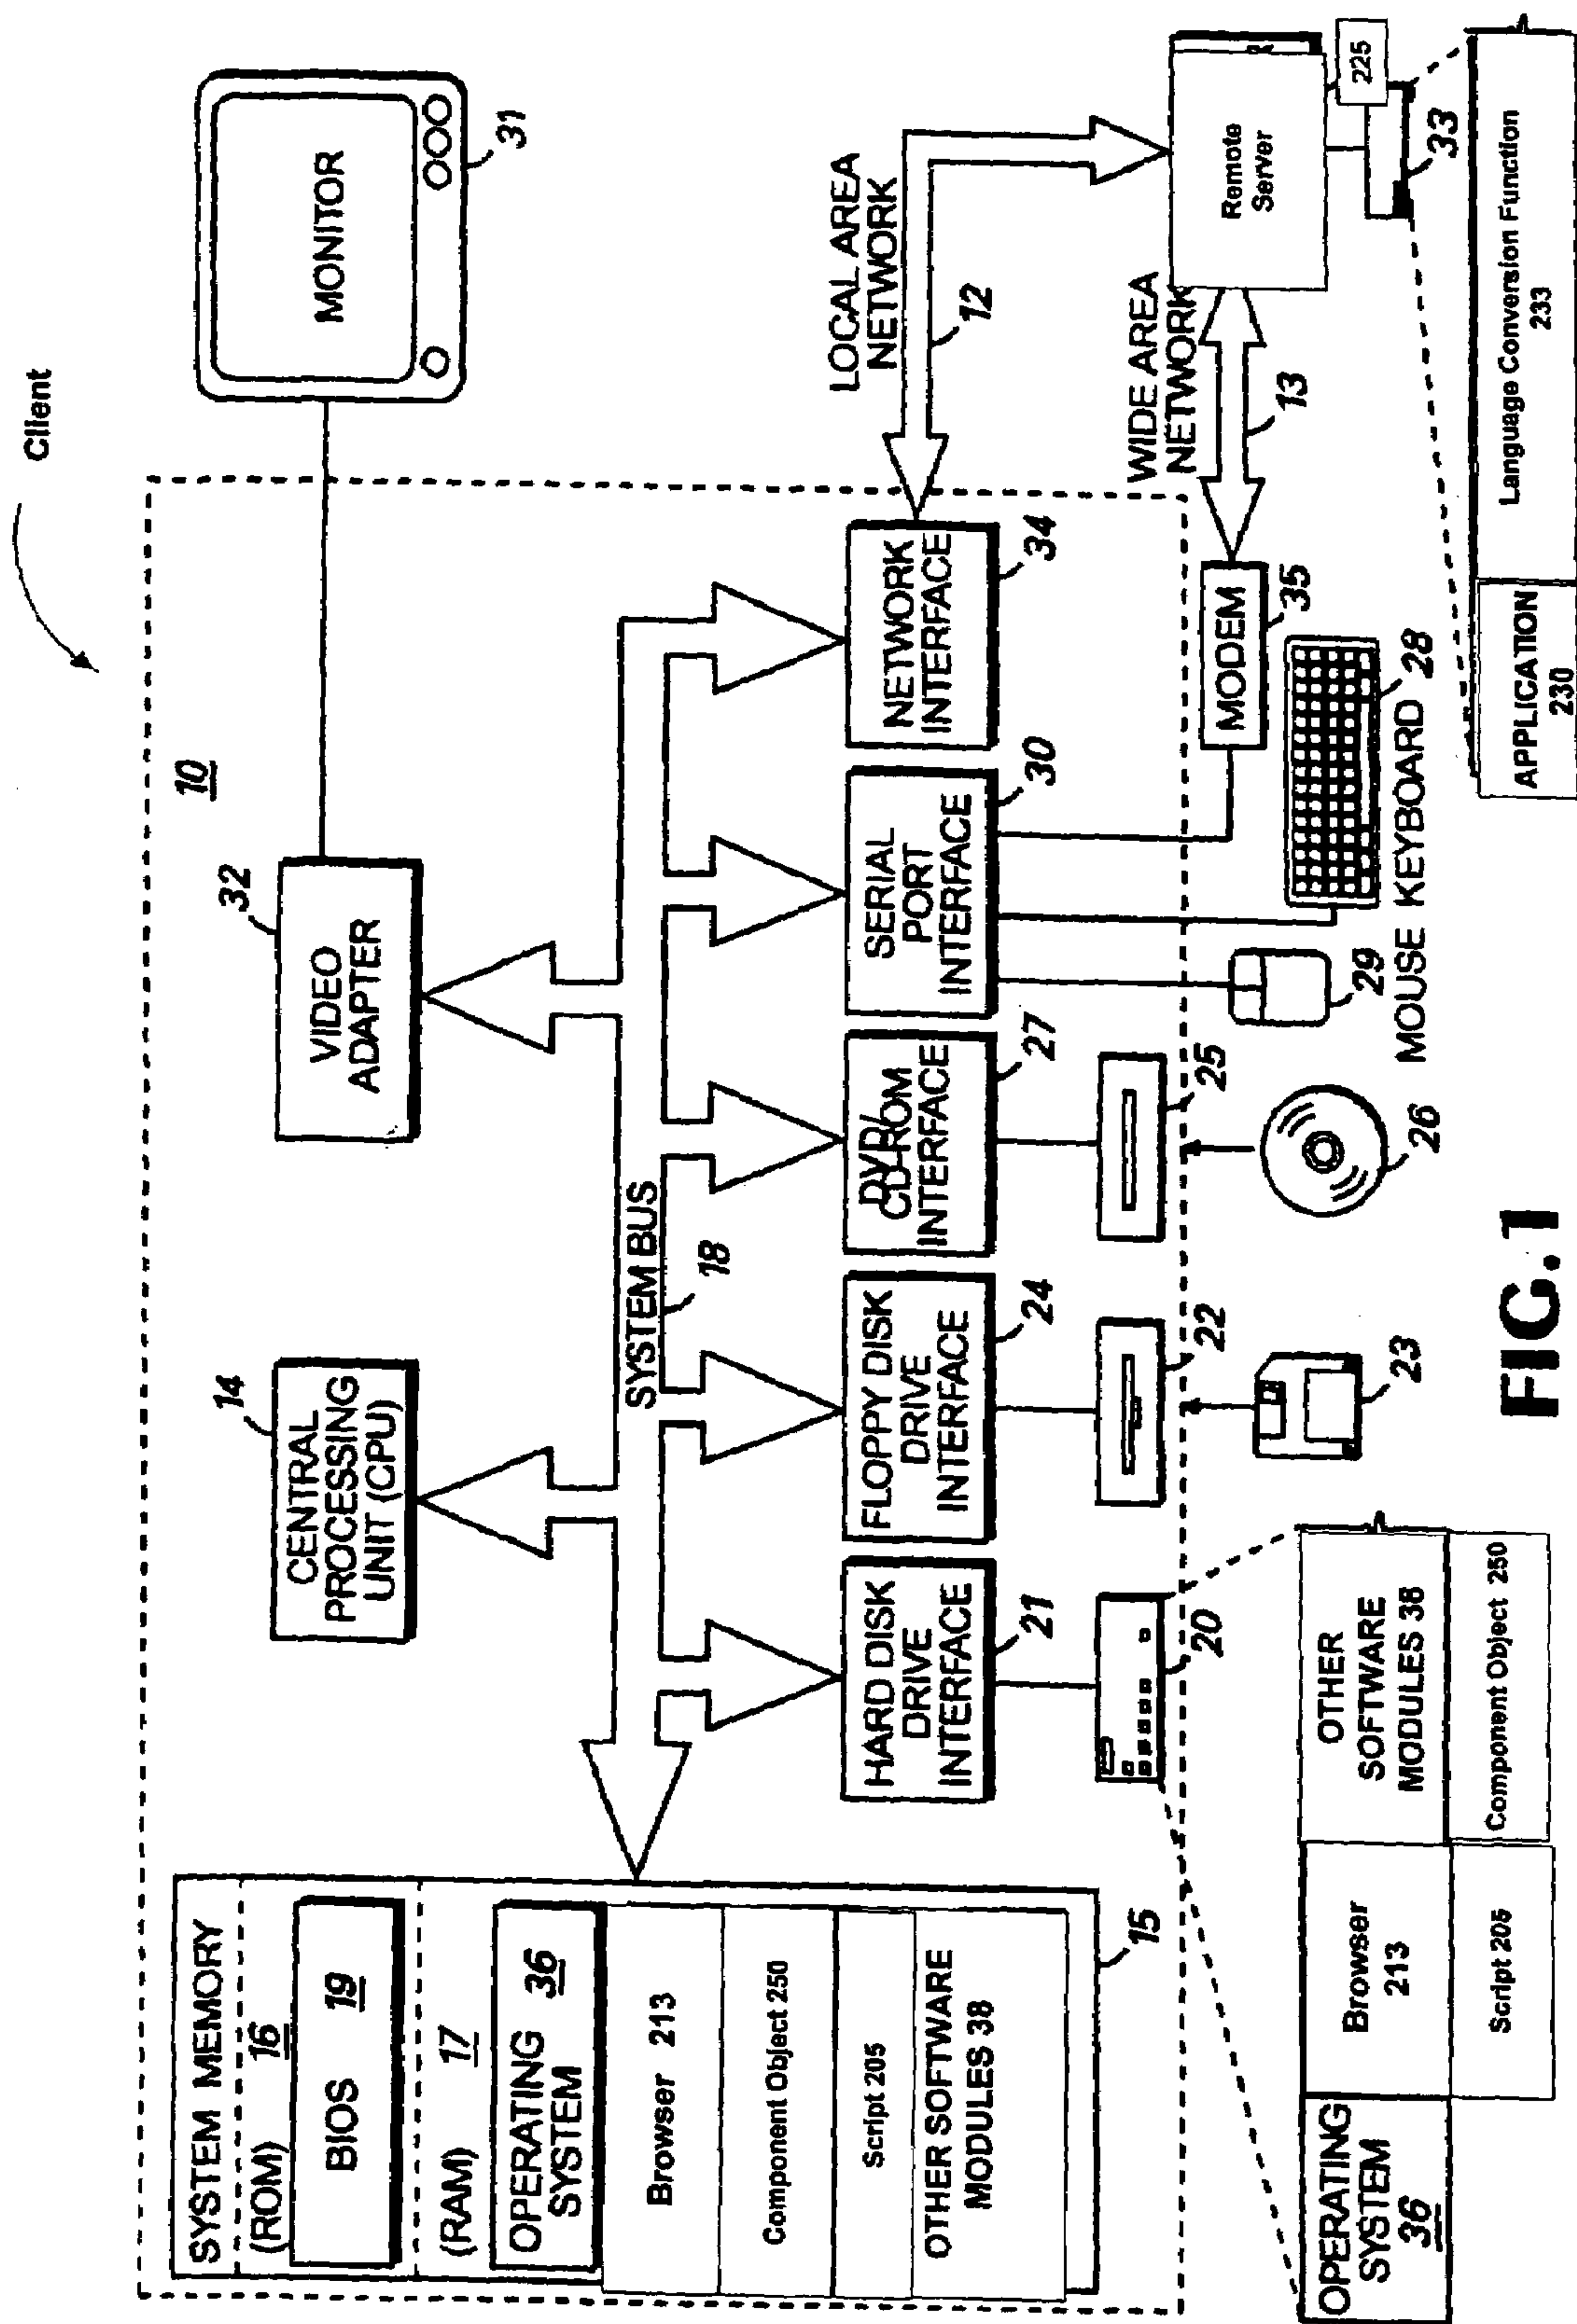 Client
MONITOR
31
10
14
CENTRAL
PROCESSING
UNIT (CPU)
32
VIDEO
ADAPTER
SYSTEM MEMORY
(ROM) 16
BIOS 19
(RAM) 17
OPERATING
SYSTEM 36
Browser 213
Component Object 250
Script 205
OTHER SOFTWARE
MODULES 38
15
SYSTEM BUS
18
HARD DISK
DRIVE
INTERFACE
21
FLOPPY DISK
DRIVE
INTERFACE
24
DVD/
CD-ROM
INTERFACE
27
SERIAL
PORT
INTERFACE
30
NETWORK
INTERFACE
34
LOCAL AREA
NETWORK
12
WIDE AREA
NETWORK
13
Remote
Server
225
33
20
22
25
MODEM
35
23
26
29
28
MOUSE KEYBOARD
OPERATING
SYSTEM
36
Browser
213
OTHER
SOFTWARE
MODULES 38
Script 205
Component Object 250
APPLICATION
230
Language Conversion Function
233
FIG.1